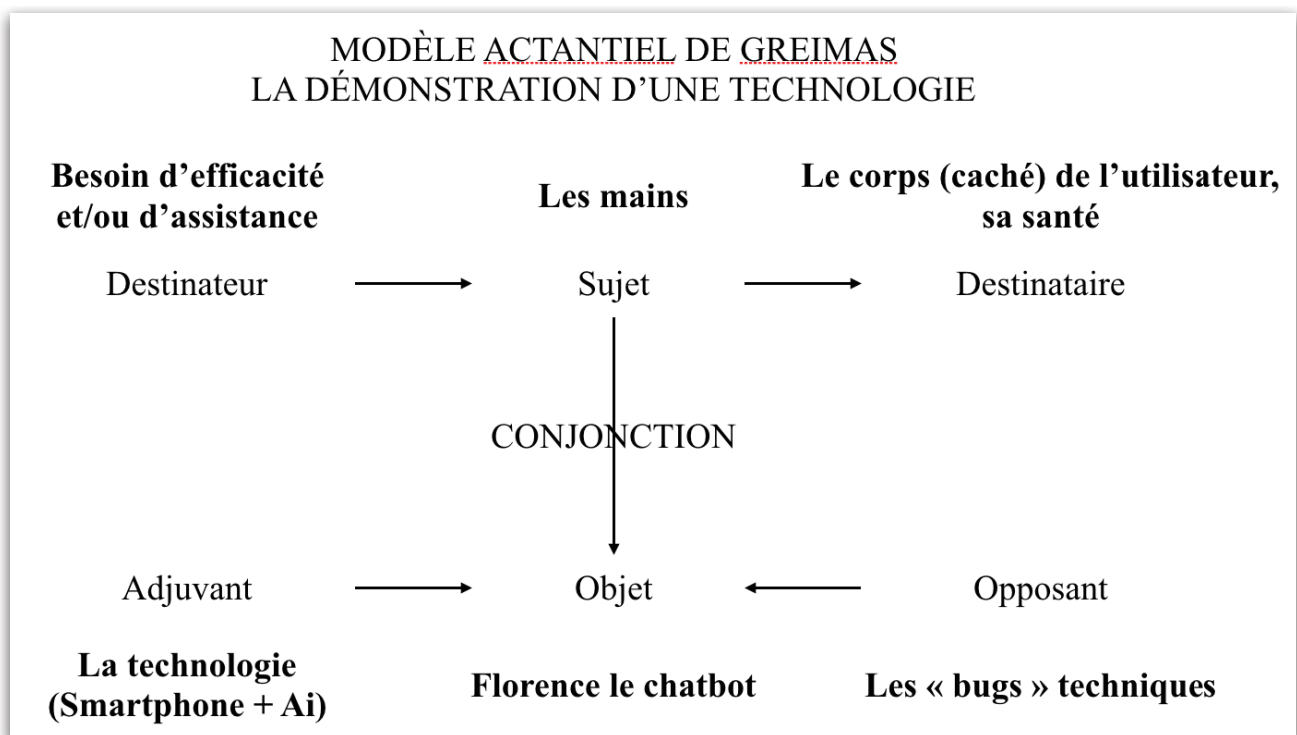 MODÈLE ACTANTIEL DE GREIMAS
LA DÉMONSTRATION D’UNE TECHNOLOGIE
Besoin d’efficacité
et/ou d’assistance
Les mains
Le corps (caché) de l’utilisateur,
sa santé
Destinateur
Sujet
Destinataire
CONJONCTION
Adjuvant
Objet
Opposant
La technologie
(Smartphone + Ai)
Florence le chatbot
Les « bugs » techniques